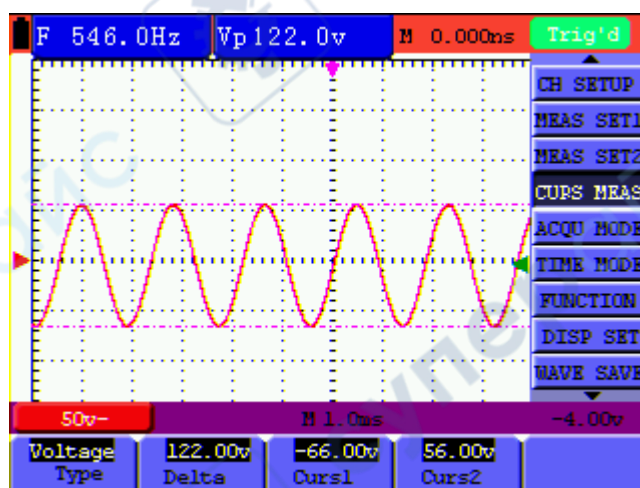 F 546.0Hz
Vp122.0v
M 0.000ns
Trig'd
CH SETUP
MEAS SET1
MEAS SET2
CURS MEAS
ACQU MODE
TIME MODE
FUNCTION
DISP SET
WAVE SAVE
50v-
M 1.0ms
-4.00v
Voltage
Type
122.00v
Delta
-66.00v
Curs1
56.00v
Curs2